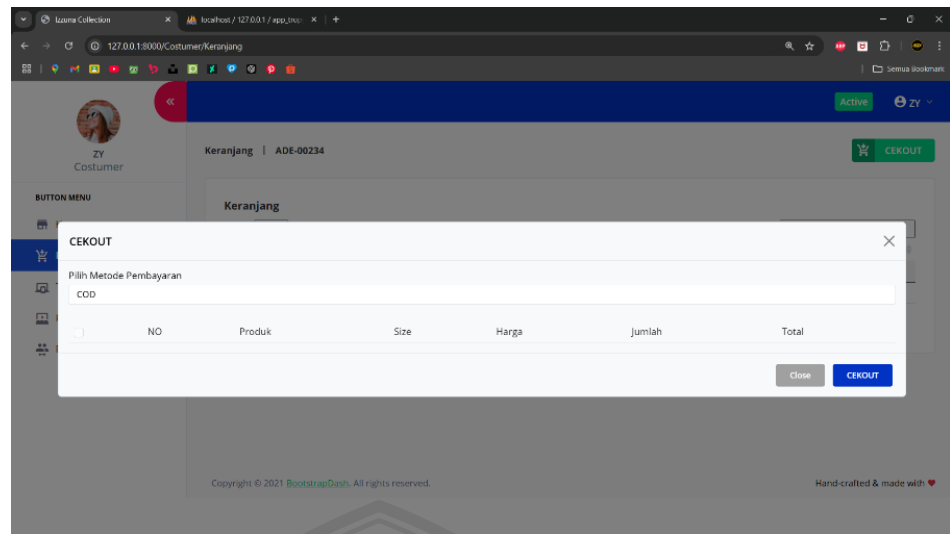 Izzuna Collection
localhost / 127.0.0.1 /
127.0.0.1:8000/Costumer/Keranjang
Semua Bookmark
Active
ZY
ZY
Costumer
Keranjang | ADE-00234
CEKOUT
BUTTON MENU
Keranjang
CEKOUT
Pilih Metode Pembayaran
COD
NO Produk Size Harga Jumlah Total
Close CEKOUT
Copyright © 2021 BootstrapDash. All rights reserved.
Hand-crafted & made with